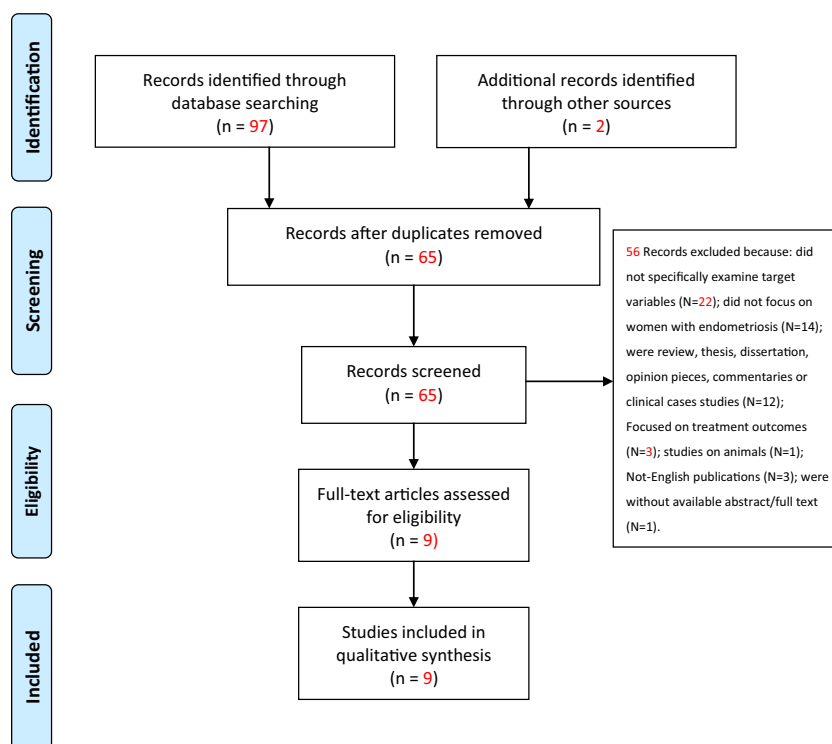 Identification
Records identified through
database searching
(n = 97)
Additional records identified
through other sources
(n = 2)
Screening
Records after duplicates removed
(n = 65)
Records screened
(n = 65)
56 Records excluded because: did
not specifically examine target
variables (N=22); did not focus on
women with endometriosis (N=14);
were review, thesis, dissertation,
opinion pieces, commentaries or
clinical cases studies (N=12);
Focused on treatment outcomes
(N=3); studies on animals (N=1);
Not-English publications (N=3); were
without available abstract/full text
(N=1).
Eligibility
Full-text articles assessed
for eligibility
(n = 9)
Included
Studies included in
qualitative synthesis
(n = 9)